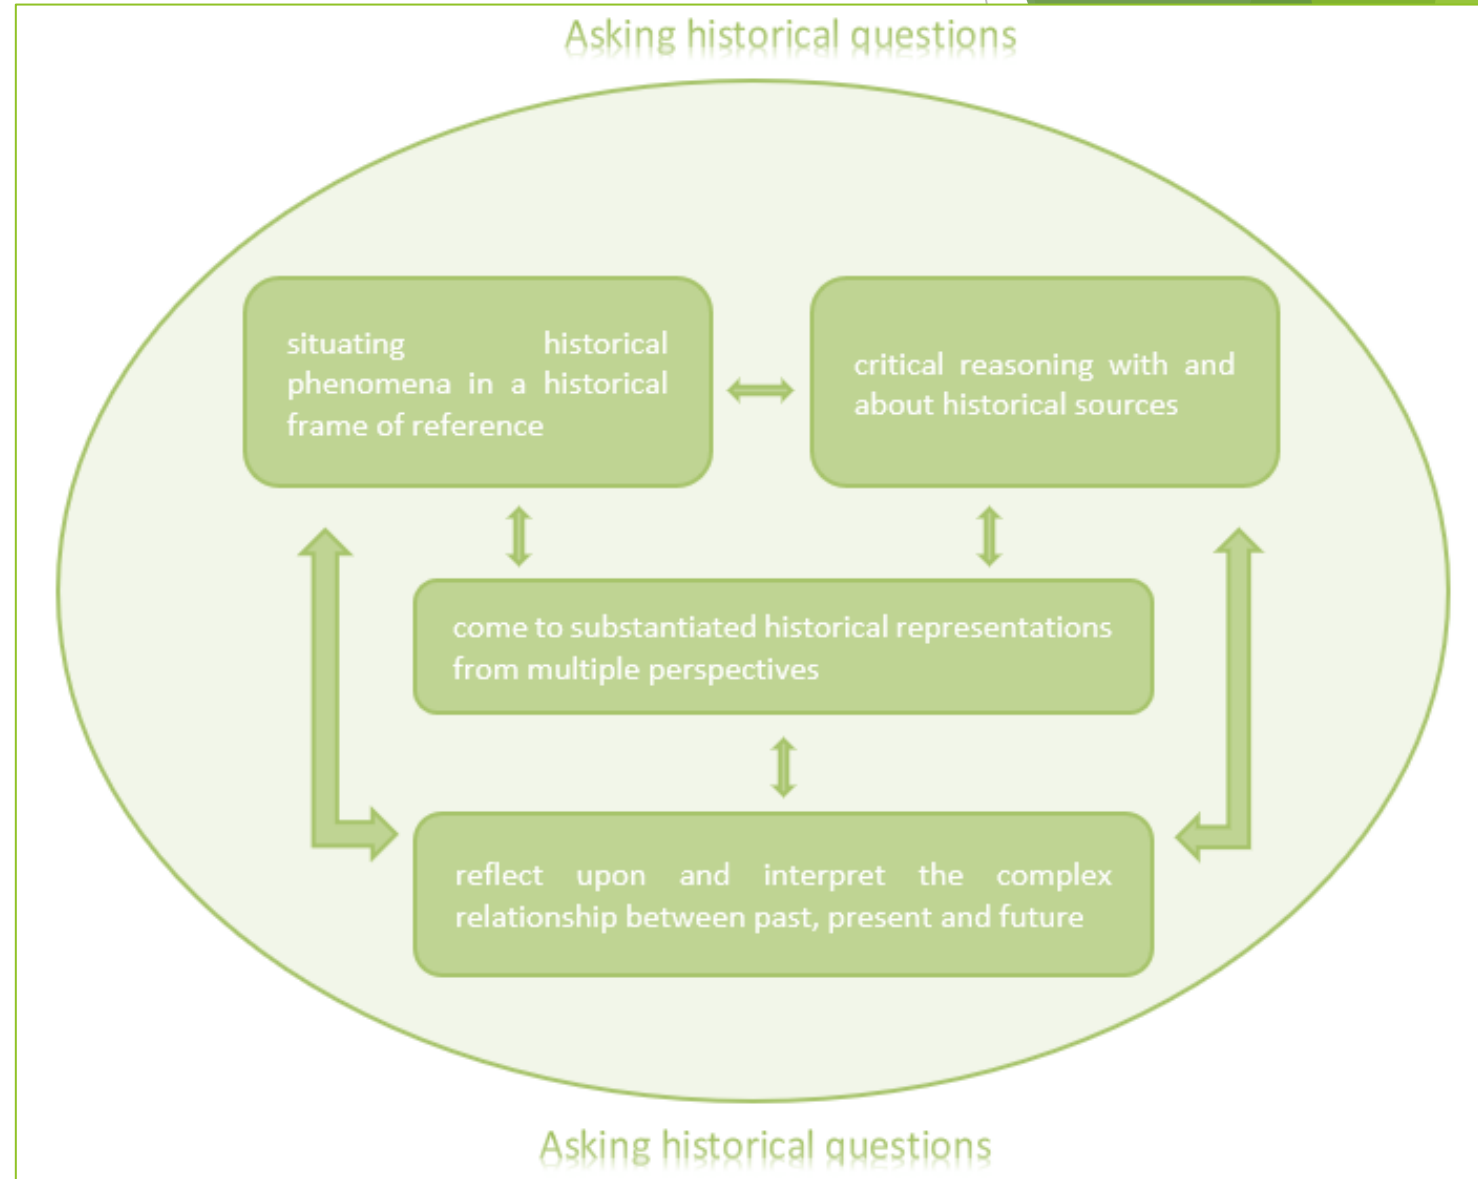 Asking historical questions
situating historical
phenomena in a historical
frame of reference
critical reasoning with and
about historical sources
come to substantiated historical representations
from multiple perspectives
reflect upon and interpret the complex
relationship between past, present and future
Asking historical questions